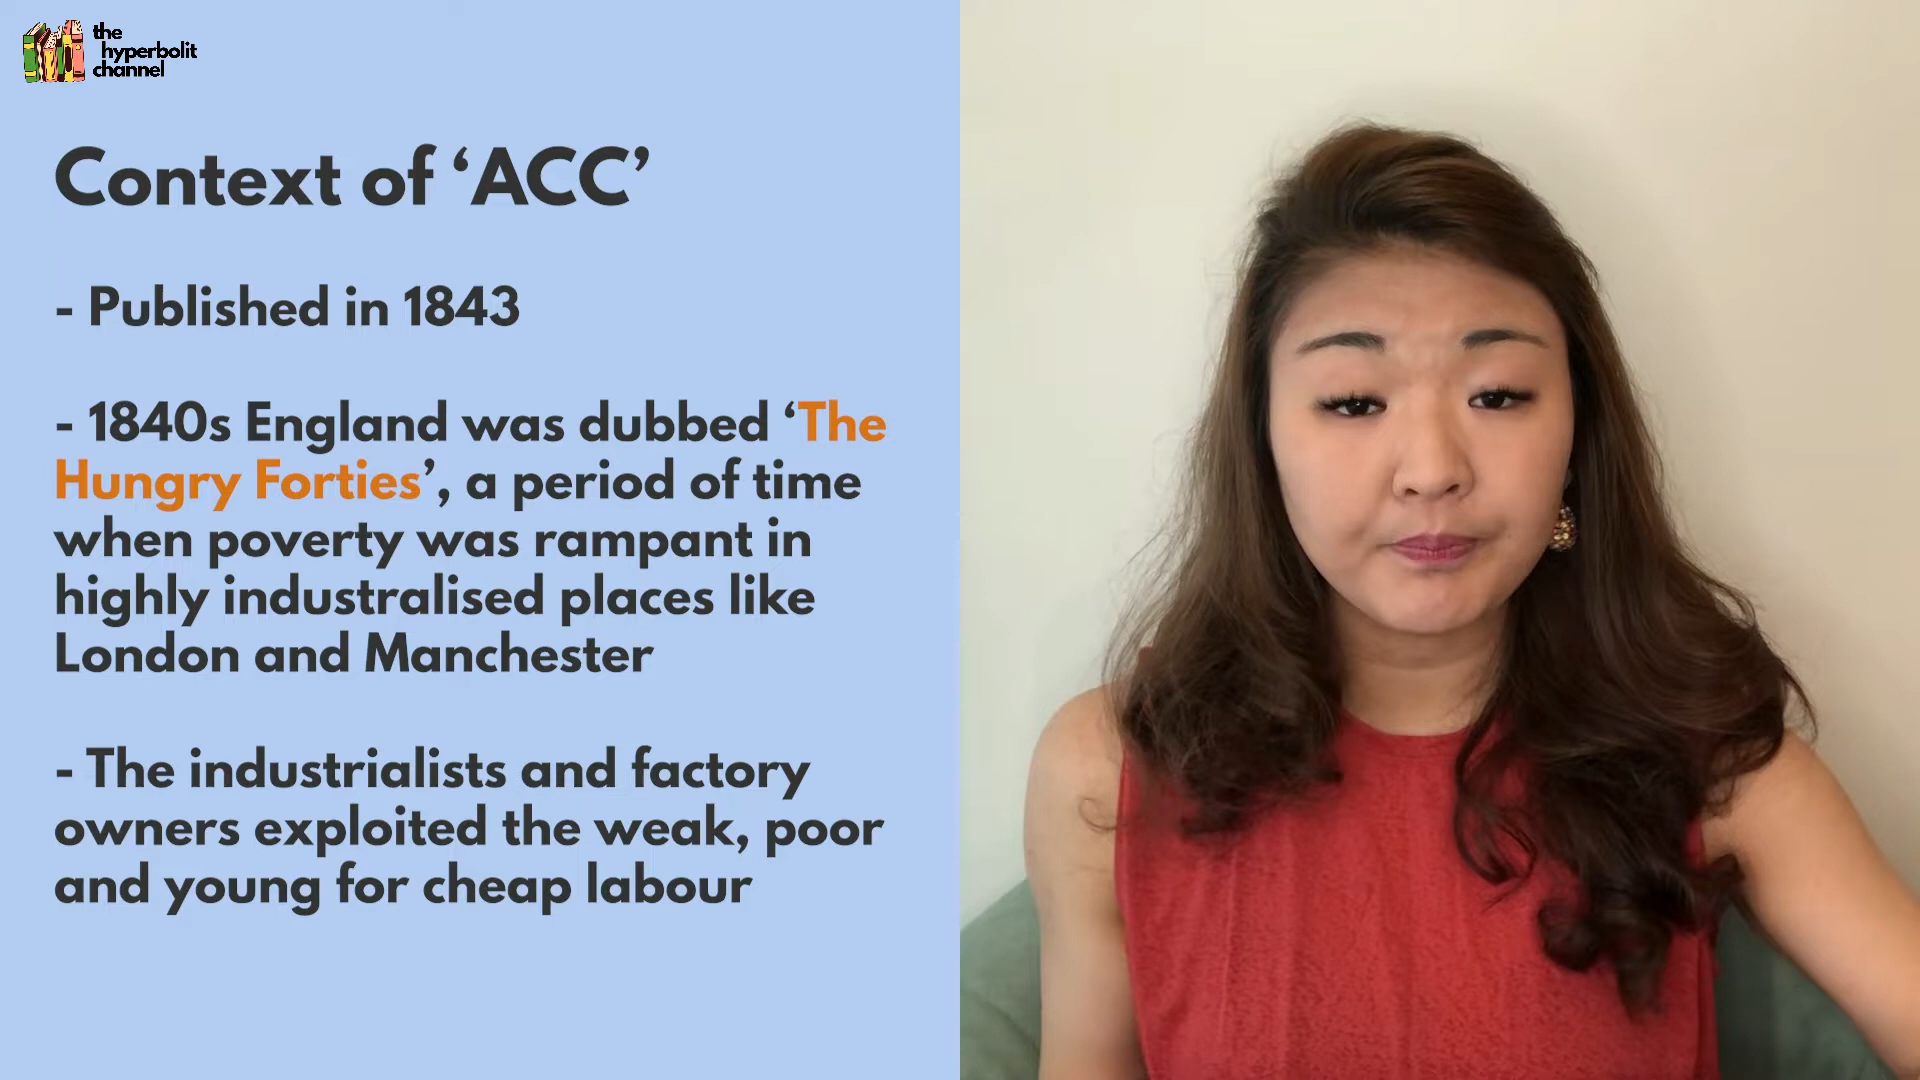 the
hyperbolit
channel
Context of ‘ACC’
- Published in 1843
- 1840s England was dubbed ‘The
Hungry Forties’, a period of time
when poverty was rampant in
highly industralised places like
London and Manchester
- The industrialists and factory
owners exploited the weak, poor
and young for cheap labour